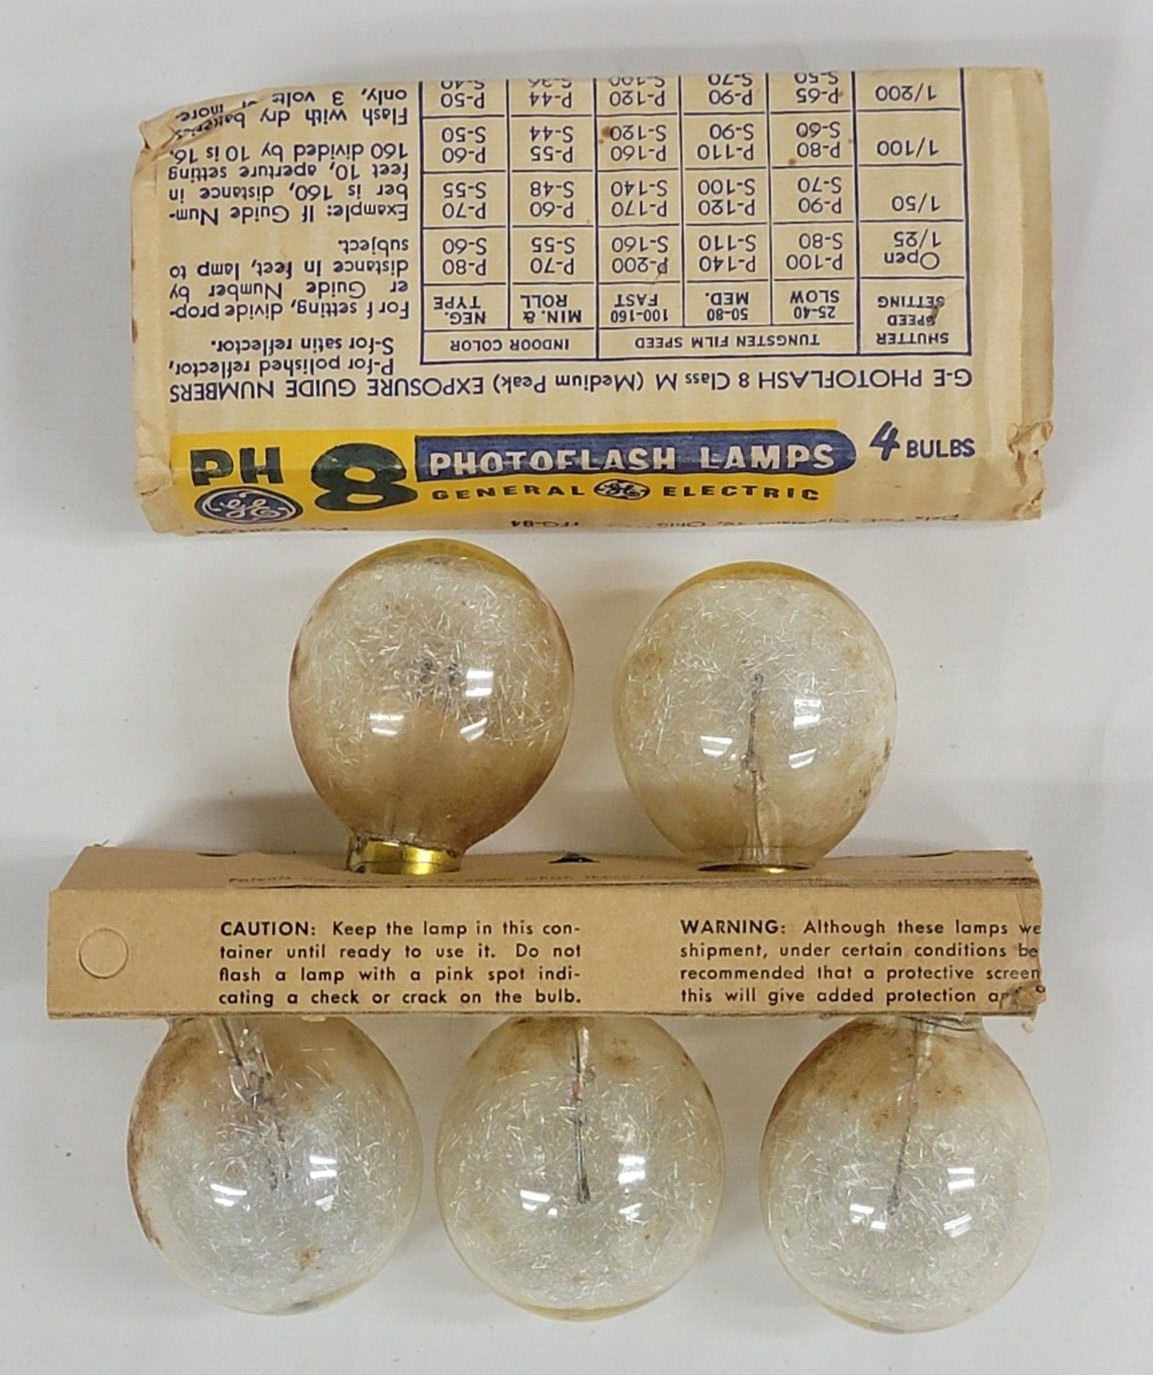 PH 8 PHOTOFLASH LAMPS 4 BULBS
GE GENERAL GE ELECTRIC
G-E PHOTOFLASH 8 Class M (Medium Peak) EXPOSURE GUIDE NUMBERS
SHUTTER SPEED SETTING TUNGSTEN FILM SPEED INDOOR COLOR
25-40 SLOW 50-80 MED. 100-160 FAST MIN. & ROLL NEG. TYPE
Open P-100 P-140 P-200 P-70 P-80
1/25 S-80 S-110 S-160 S-55 S-60
1/50 P-90 P-120 P-170 P-60 P-70
S-70 S-100 S-140 S-48 S-55
1/100 P-80 P-110 P-160 P-55 P-60
S-60 S-90 S-120 S-44 S-50
1/200 P-65 P-90 P-120 P-44 P-50
S-50 S-70 S-100 S-36 S-40
P-for polished reflector,
S-for satin reflector.
For f setting, divide prop-
er Guide Number by
distance in feet, lamp to
subject.
Example: If Guide Num-
ber is 160, distance in
feet 10, aperture setting
160 divided by 10 is 16.
Flash with dry batteries
only, 3 volts or more.
CAUTION: Keep the lamp in this con-
tainer until ready to use it. Do not
flash a lamp with a pink spot indi-
cating a check or crack on the bulb.
WARNING: Although these lamps we
shipment, under certain conditions be
recommended that a protective screen
this will give added protection